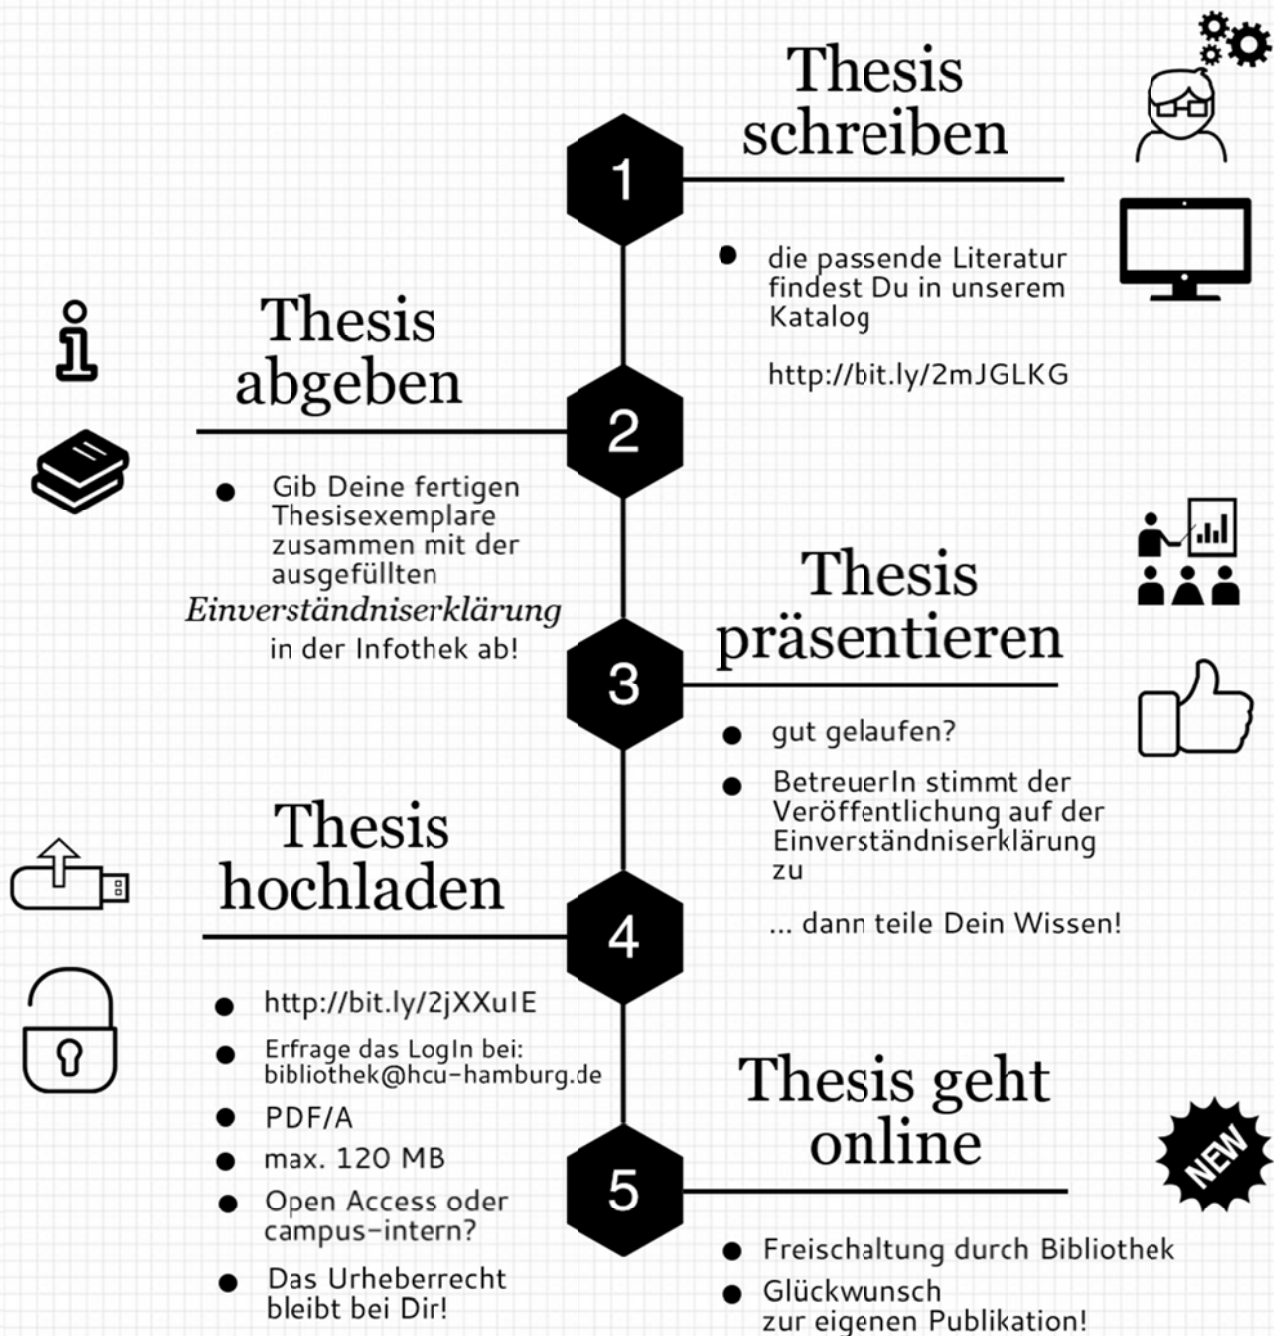 Thesis
schreiben
1
die passende Literatur
findest Du in unserem
Katalog
http://bit.ly/2mJGLKG
Thesis
abgeben
2
Gib Deine fertigen
Thesisexemplare
zusammen mit der
ausgefüllten
Einverständniserklärung
in der Infothek ab!
Thesis
präsentieren
3
gut gelaufen?
BetreuerIn stimmt der
Veröffentlichung auf der
Einverständniserklärung
zu
... dann teile Dein Wissen!
Thesis
hochladen
4
http://bit.ly/2jXXuIE
Erfrage das LogIn bei:
bibliothek@hcu-hamburg.de
PDF/A
max. 120 MB
Open Access oder
campus-intern?
Das Urheberrecht
bleibt bei Dir!
Thesis geht
online
5
NEW
Freischaltung durch Bibliothek
Glückwunsch
zur eigenen Publikation!